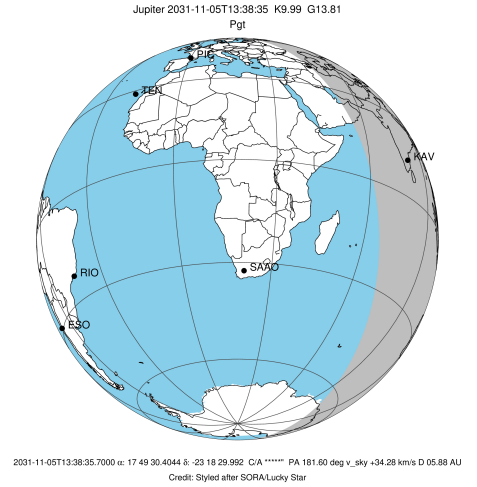 Jupiter 2031-11-05T13:38:35 K9.99 G13.81
Pgt
PIC
TEN
KAV
SAAO
RIO
ESO
2031-11-05T13:38:35.7000 α: 17 49 30.4044 δ: -23 18 29.992 C/A *****" PA 181.60 deg v_sky +34.28 km/s D 05.88 AU
Credit: Styled after SORA/Lucky Star